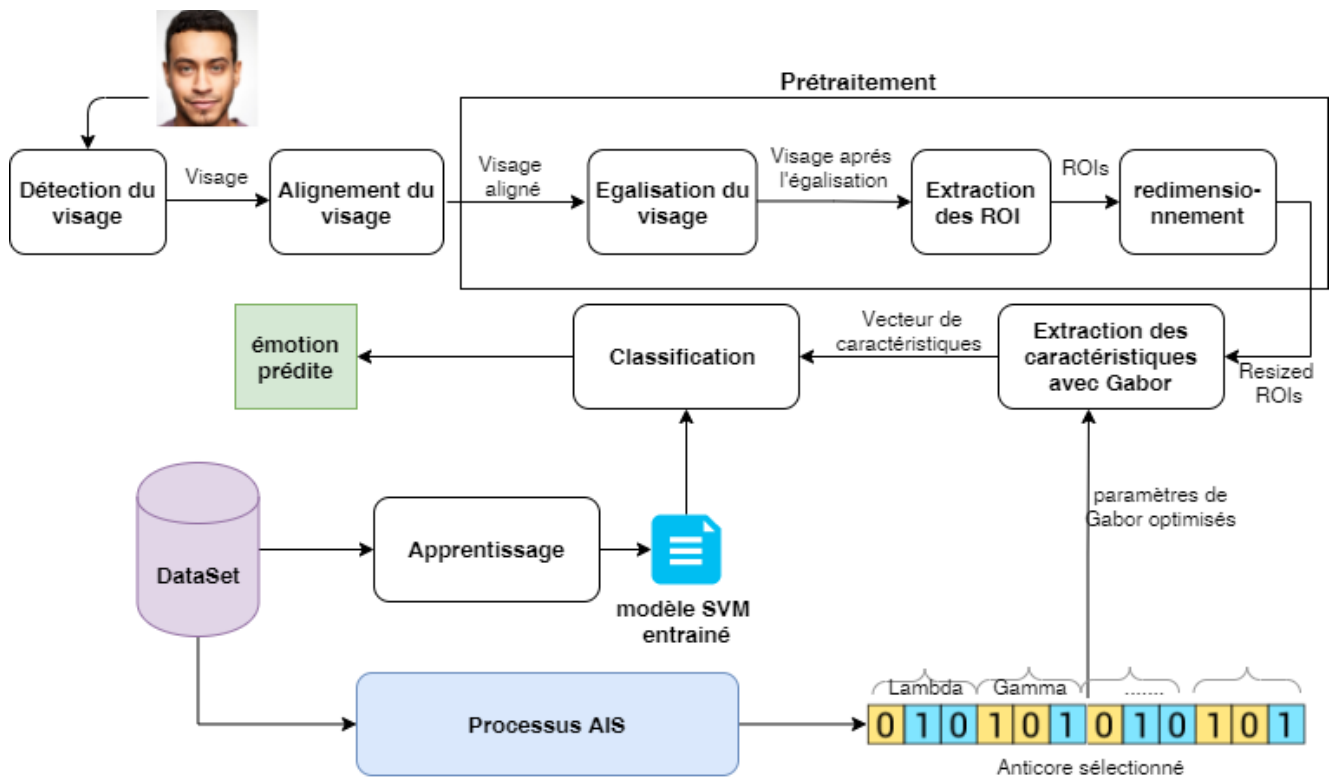 Prétraitement
Détection du
visage
Visage
Alignement du
visage
Visage
aligné
Egalisation du
visage
Visage aprés
l'égalisation
Extraction
des ROI
ROIs
redimensio-
nnement
émotion
prédite
Classification
Vecteur de
caractéristiques
Extraction des
caractéristiques
avec Gabor
Resized
ROIs
DataSet
Apprentissage
modèle SVM
entrainé
paramètres de
Gabor optimisés
Processus AIS
Lambda
Gamma
.......
0 1 0 1 0 1 0 1 0 1 0 1
Anticore sélectionné